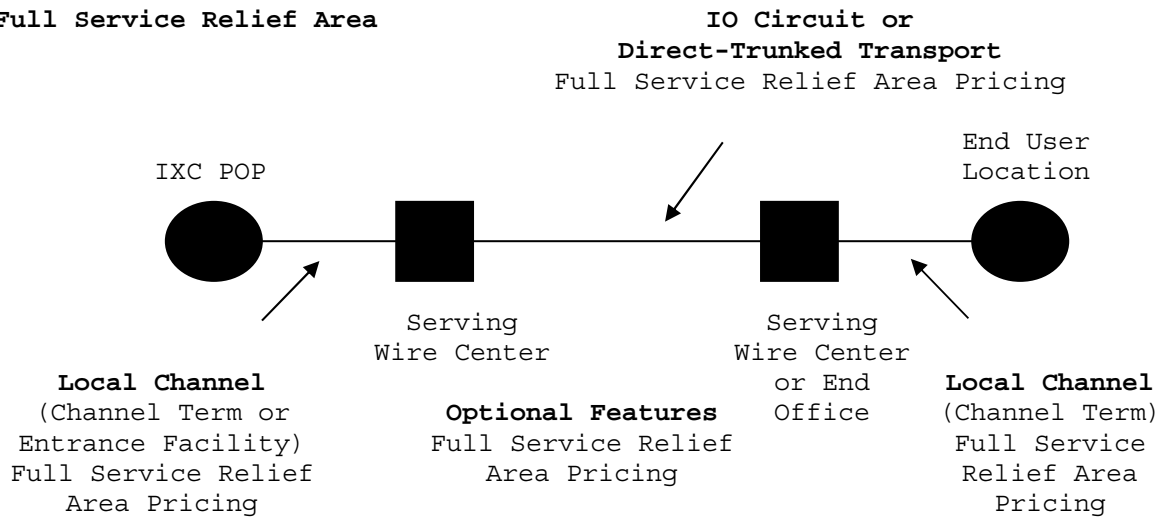 Full Service Relief Area
IO Circuit or
Direct-Trunked Transport
Full Service Relief Area Pricing
IXC POP
End User
Location
Serving
Wire Center
Serving
Wire Center
or End
Office
Local Channel
(Channel Term or
Entrance Facility)
Full Service Relief
Area Pricing
Optional Features
Full Service Relief
Area Pricing
Local Channel
(Channel Term)
Full Service
Relief Area
Pricing